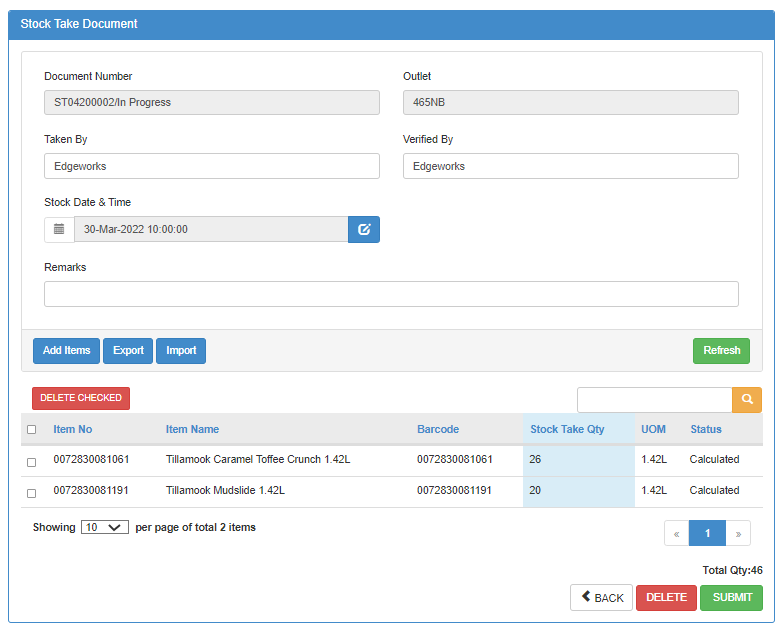 Stock Take Document
Document Number Outlet
ST04200002/In Progress 465NB
Taken By Verified By
Edgeworks Edgeworks
Stock Date & Time
30-Mar-2022 10:00:00
Remarks
Add Items Export Import Refresh
DELETE CHECKED
Item No Item Name Barcode Stock Take Qty UOM Status
0072830081061 Tillamook Caramel Toffee Crunch 1.42L 0072830081061 26 1.42L Calculated
0072830081191 Tillamook Mudslide 1.42L 0072830081191 20 1.42L Calculated
Showing 10 per page of total 2 items « 1 »
Total Qty:46
BACK DELETE SUBMIT